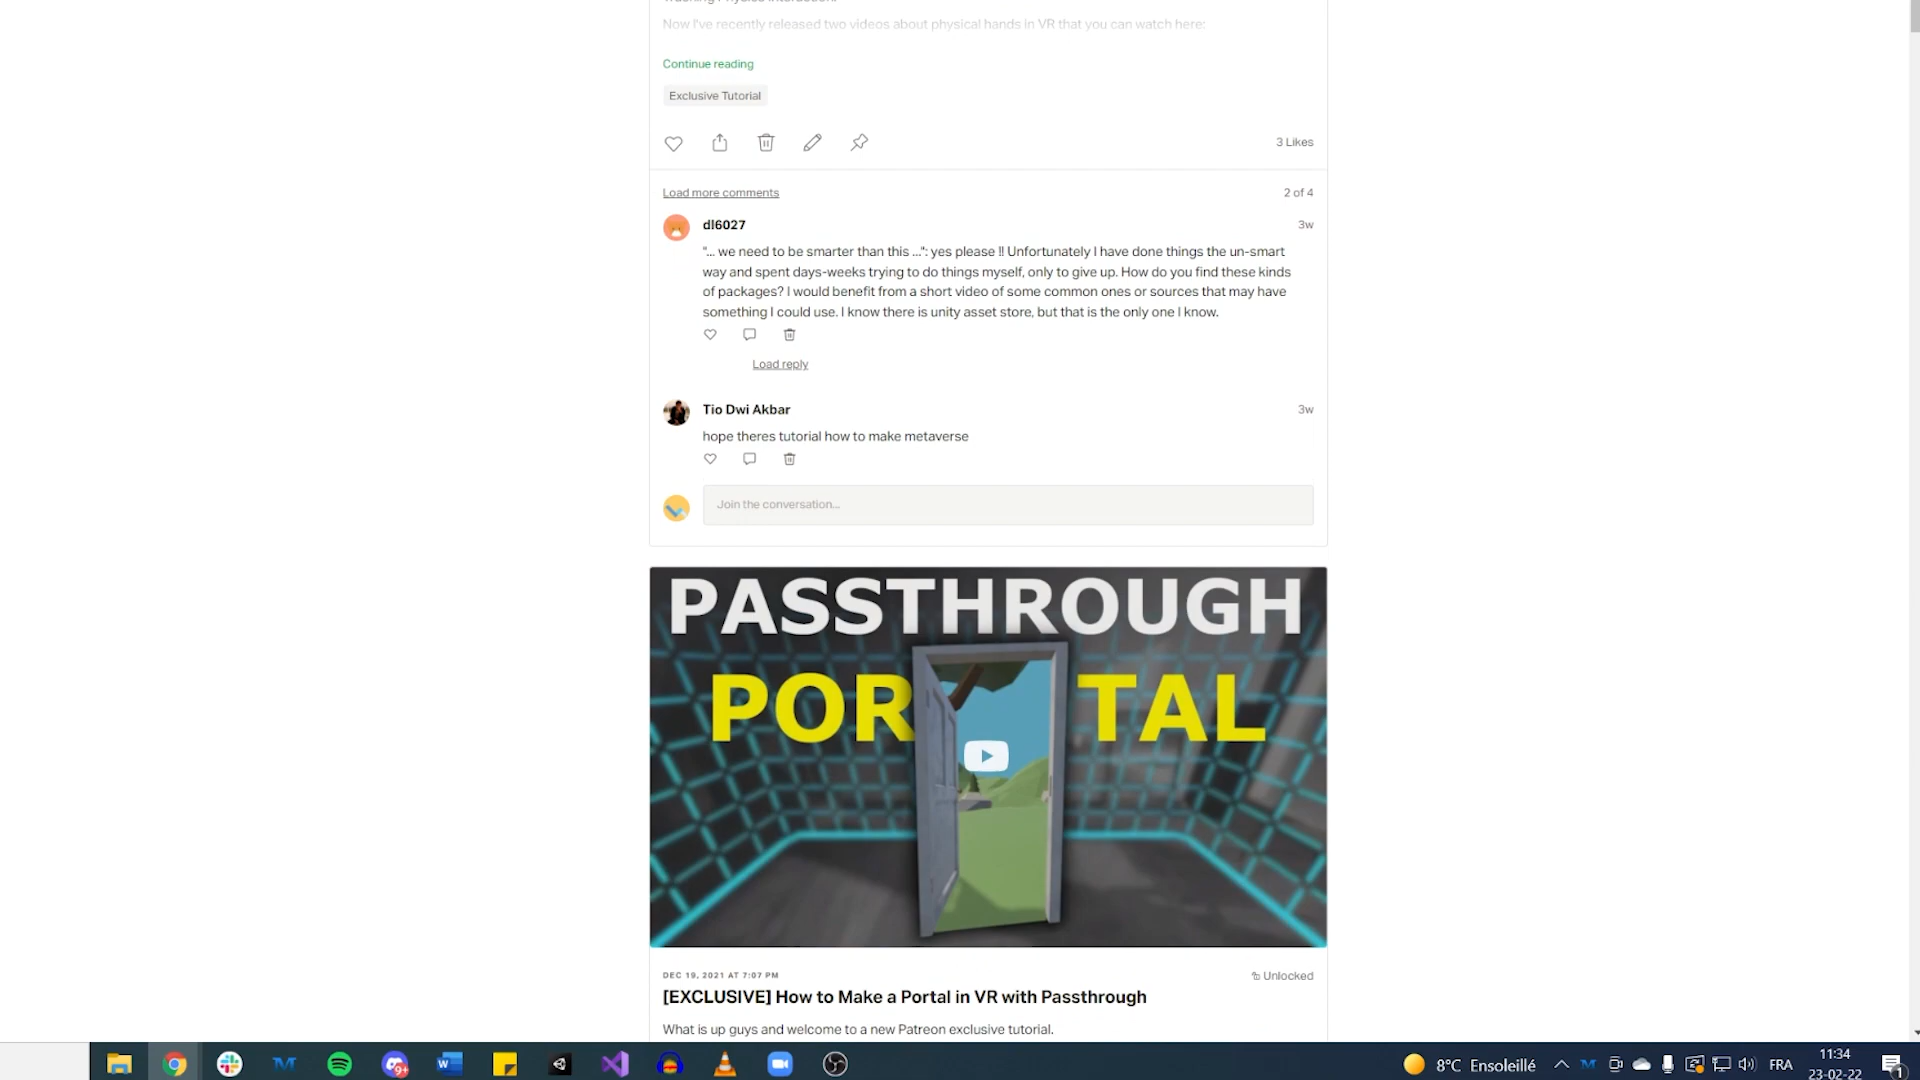 Now I've recently released two videos about physical hands in VR that you can watch here:
Continue reading
Exclusive Tutorial
3 Likes
Load more comments
2 of 4
dl6027
3w
"... we need to be smarter than this ...": yes please !! Unfortunately I have done things the un-smart
way and spent days-weeks trying to do things myself, only to give up. How do you find these kinds
of packages? I would benefit from a short video of some common ones or sources that may have
something I could use. I know there is unity asset store, but that is the only one I know.
Load reply
Tio Dwi Akbar
3w
hope theres tutorial how to make metaverse
Join the conversation...
PASSTHROUGH
PORTAL
DEC 19, 2021 AT 7:07 PM
Unlocked
[EXCLUSIVE] How to Make a Portal in VR with Passthrough
What is up guys and welcome to a new Patreon exclusive tutorial.
8°C Ensoleillé
FRA
11:34
23-02-22